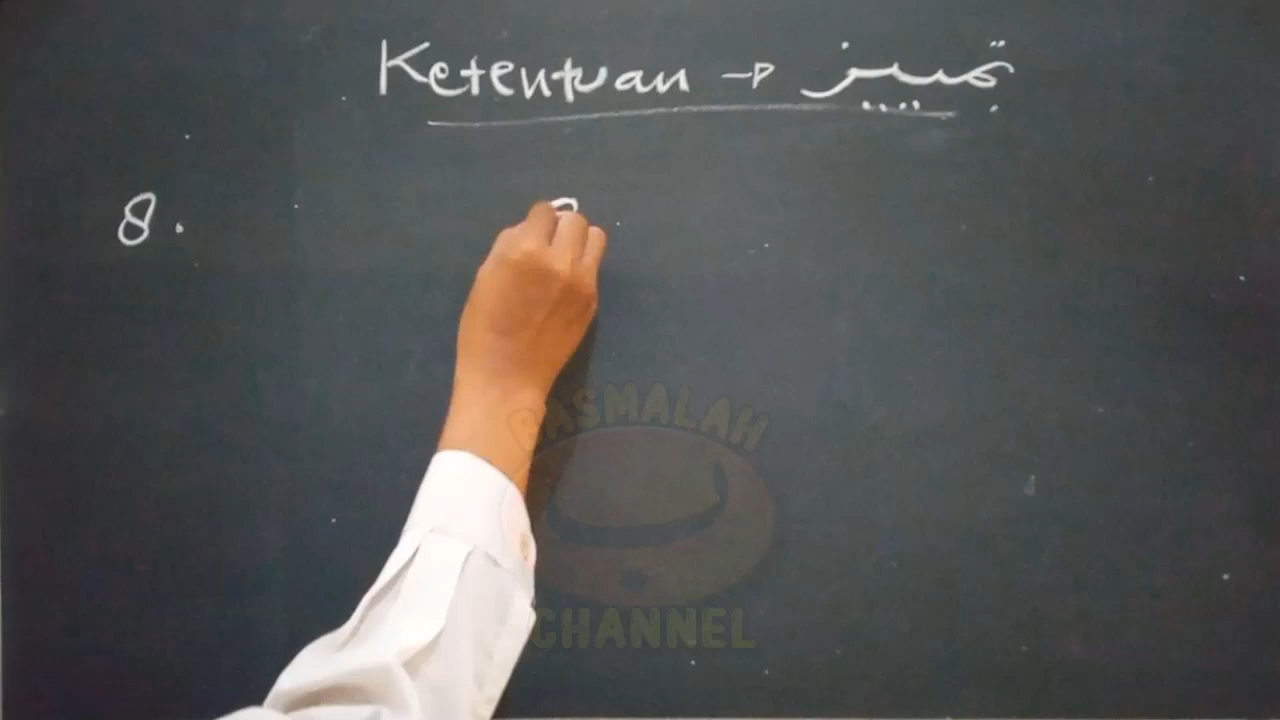 Ketentuan → تمييز
8.
BASMALAH
CHANNEL